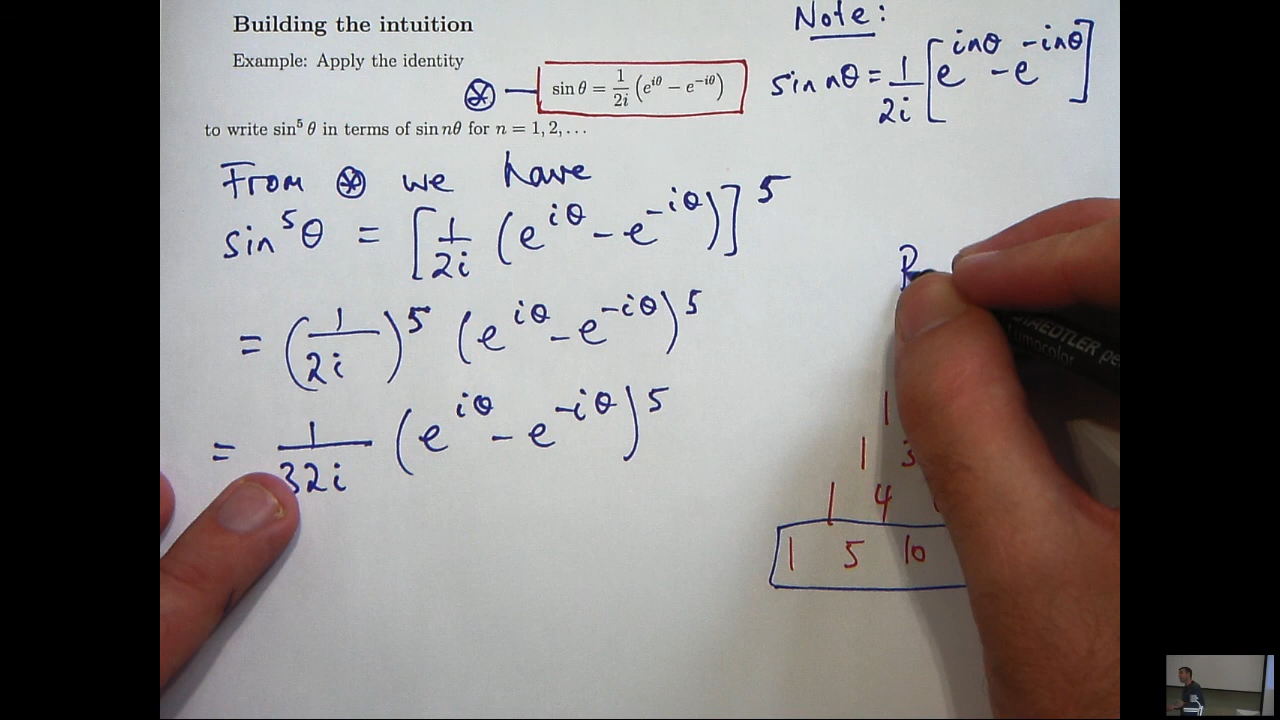 Building the intuition
Example: Apply the identity
⊛ — sin θ = 1/2i (e^{iθ} − e^{−iθ})
to write sin⁵ θ in terms of sin nθ for n = 1, 2, . . .
Note:
sin nθ = 1/2i [e^{inθ} − e^{−inθ}]
From ⊛ we have
sin⁵θ = [1/2i (e^{iθ} − e^{−iθ})]⁵
= (1/2i)⁵ (e^{iθ} − e^{−iθ})⁵
= 1/32i (e^{iθ} − e^{−iθ})⁵
1
1 3
1 4
1 5 10
STAEDTLER pe
Lumocolor